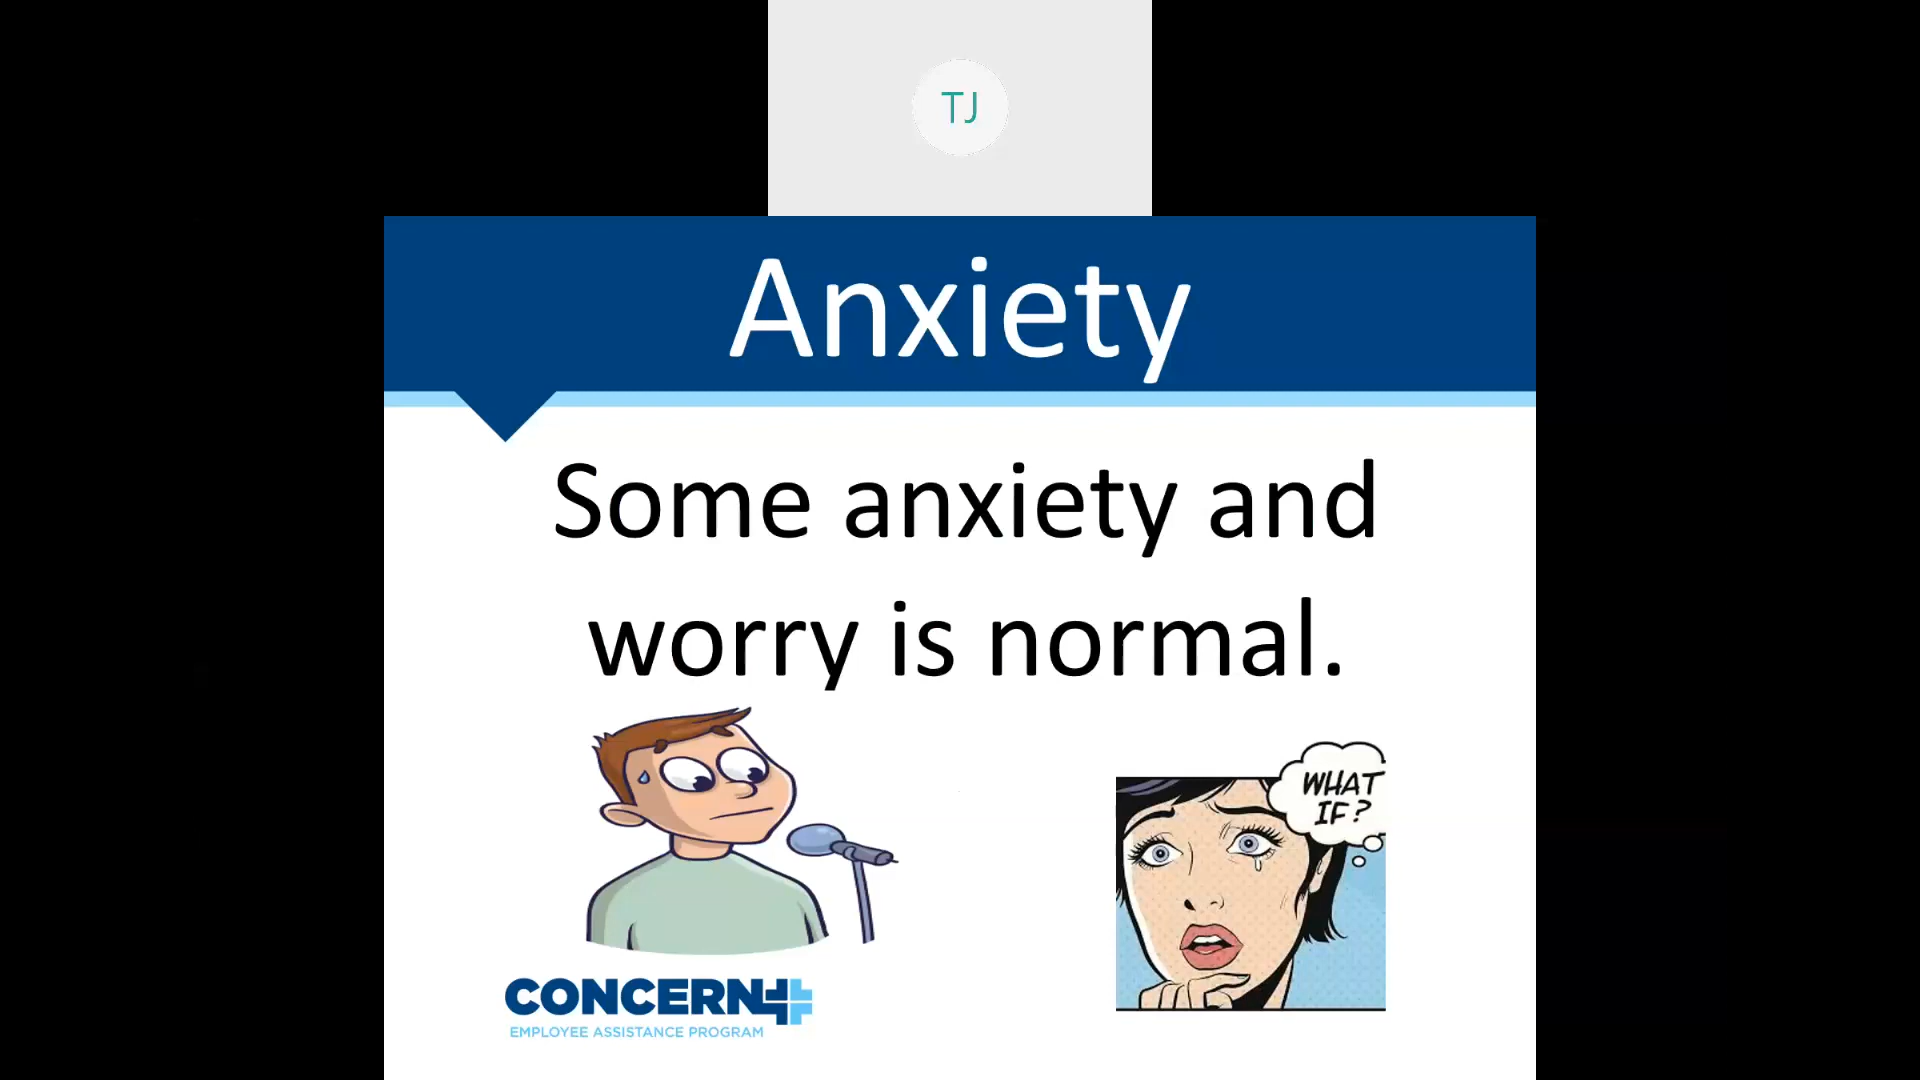 TJ
Anxiety
Some anxiety and
worry is normal.
WHAT
IF?
CONCERN
EMPLOYEE ASSISTANCE PROGRAM